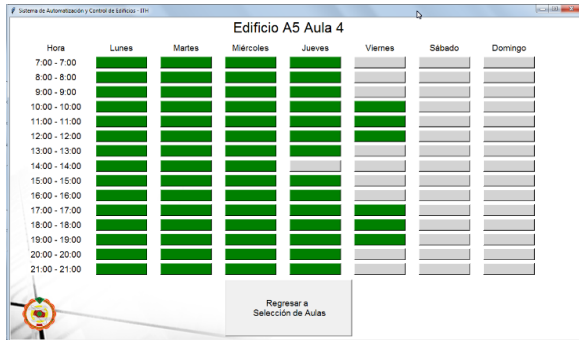 Sistema de Automatización y Control de Edificios - ITH
Edificio A5 Aula 4
Hora Lunes Martes Miércoles Jueves Viernes Sábado Domingo
7:00 - 7:00
8:00 - 8:00
9:00 - 9:00
10:00 - 10:00
11:00 - 11:00
12:00 - 12:00
13:00 - 13:00
14:00 - 14:00
15:00 - 15:00
16:00 - 16:00
17:00 - 17:00
18:00 - 18:00
19:00 - 19:00
20:00 - 20:00
21:00 - 21:00
Regresar a
Selección de Aulas